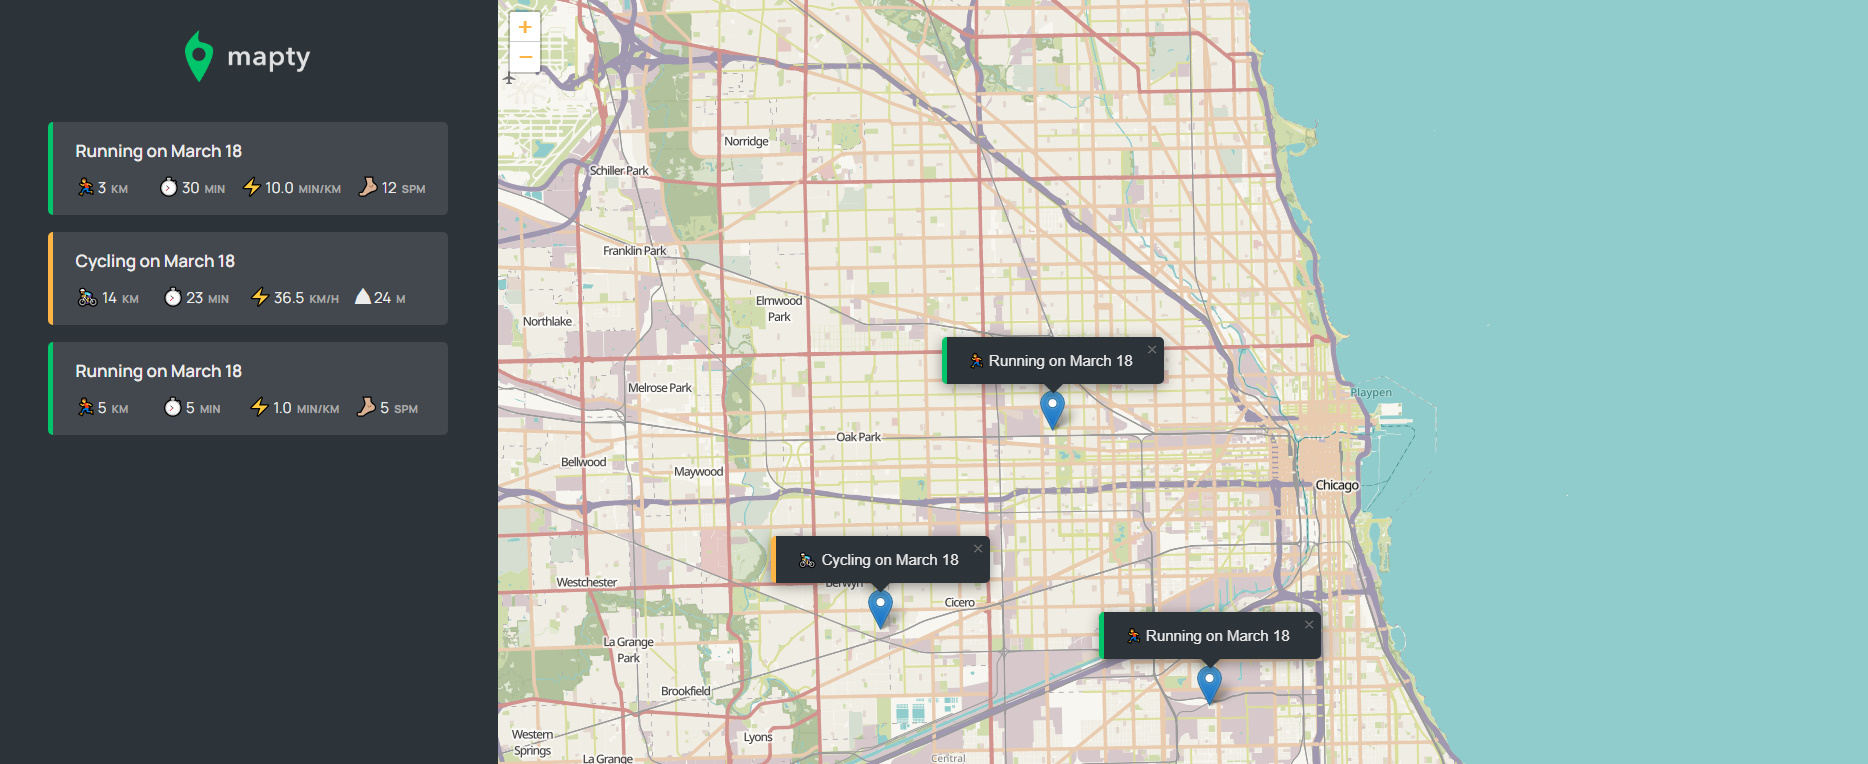 mapty
Running on March 18
3 KM 30 MIN 10.0 MIN/KM 12 SPM
Cycling on March 18
14 KM 23 MIN 36.5 KM/H 24 M
Running on March 18
5 KM 5 MIN 1.0 MIN/KM 5 SPM
+
−
Norridge
Schiller Park
Franklin Park
Elmwood
Park
Northlake
Running on March 18 ×
Melrose Park
Playpen
Oak Park
Bellwood
Maywood
Chicago
Cycling on March 18 ×
Westchester
Berwyn
Cicero
Running on March 18 ×
La Grange
Park
Brookfield
Western
Springs
Lyons
La Grange
Central